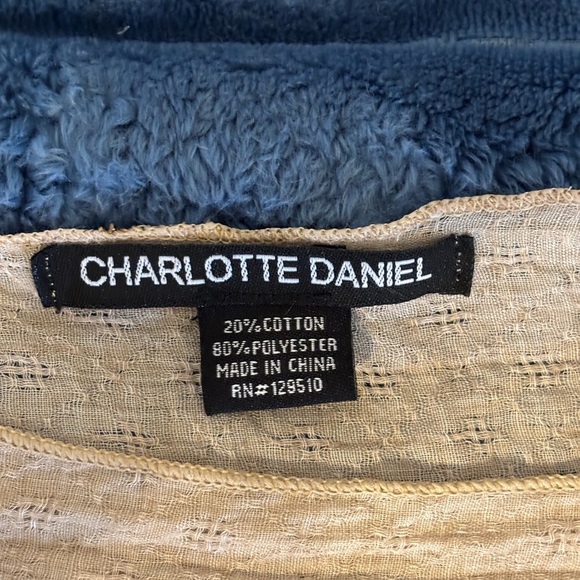 CHARLOTTE DANIEL
20% COTTON
80% POLYESTER
MADE IN CHINA
RN#129510